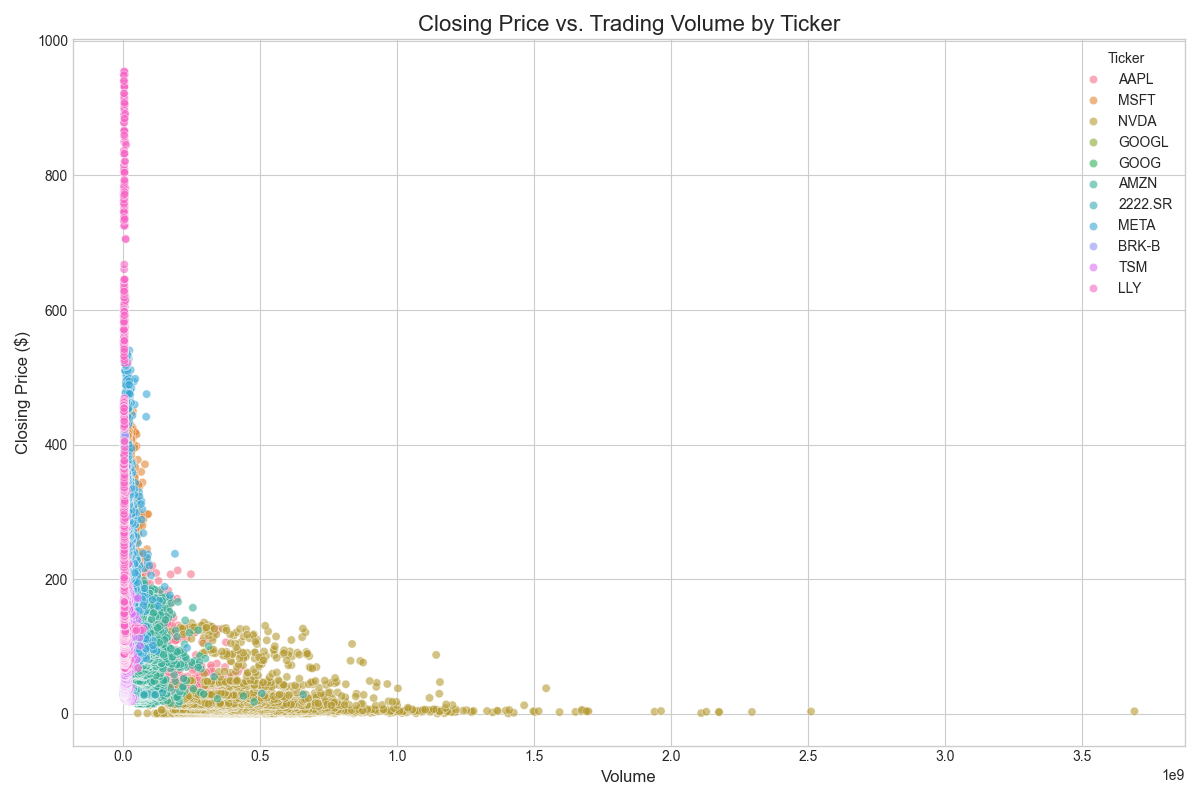 Closing Price vs. Trading Volume by Ticker
Closing Price ($)
1000
800
600
400
200
0
Ticker
AAPL
MSFT
NVDA
GOOGL
GOOG
AMZN
2222.SR
META
BRK-B
TSM
LLY
0.0 0.5 1.0 1.5 2.0 2.5 3.0 3.5
1e9
Volume